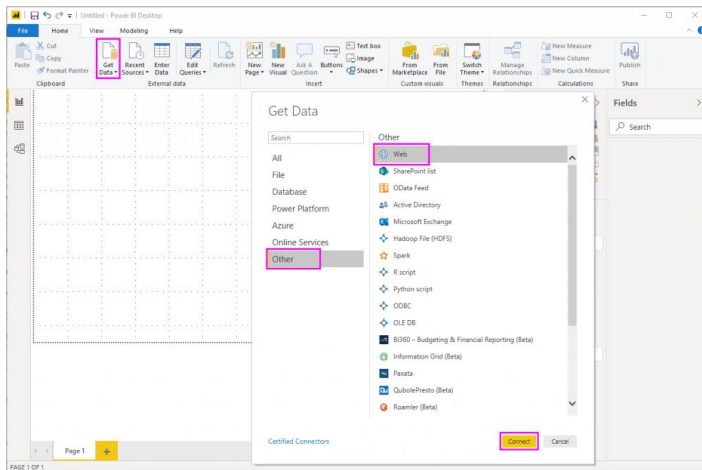 Untitled - Power BI Desktop
File Home View Modeling Help
Paste
Cut
Copy
Format Painter
Clipboard
Get Data
Recent Sources
Enter Data
Edit Queries
Refresh
External data
New Page
New Visual
Ask A Question
Buttons
Text box
Image
Shapes
Insert
From Marketplace
From File
Custom visuals
Switch Theme
Themes
Manage Relationships
Relationships
New Measure
New Column
New Quick Measure
Calculations
Publish
Share
Get Data
Search
All
File
Database
Power Platform
Azure
Online Services
Other
Other
Web
SharePoint list
OData Feed
Active Directory
Microsoft Exchange
Hadoop File (HDFS)
Spark
R script
Python script
ODBC
OLE DB
BI360 – Budgeting & Financial Reporting (Beta)
Information Grid (Beta)
Paxata
QubolePresto (Beta)
Roamler (Beta)
Certified Connectors
Connect Cancel
Fields
Search
Page 1
PAGE 1 OF 1